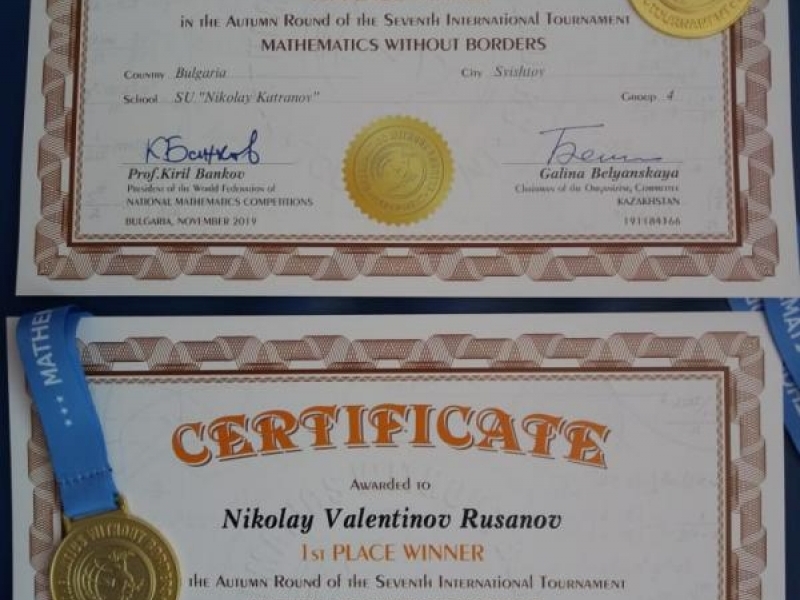 in the Autumn Round of the Seventh International Tournament
MATHEMATICS WITHOUT BORDERS
Country Bulgaria City Svishtov
School SU "Nikolay Katranov" Group 4
К Банков
Prof.Kiril Bankov Galina Belyanskaya
President of the World Federation of Chairman of the Organizing Committee
NATIONAL MATHEMATICS COMPETITIONS KAZAKHSTAN
BULGARIA, NOVEMBER 2019 191184366
MATHE
CERTIFICATE
Awarded to
Nikolay Valentinov Rusanov
1st PLACE WINNER
the Autumn Round of the Seventh International Tournament